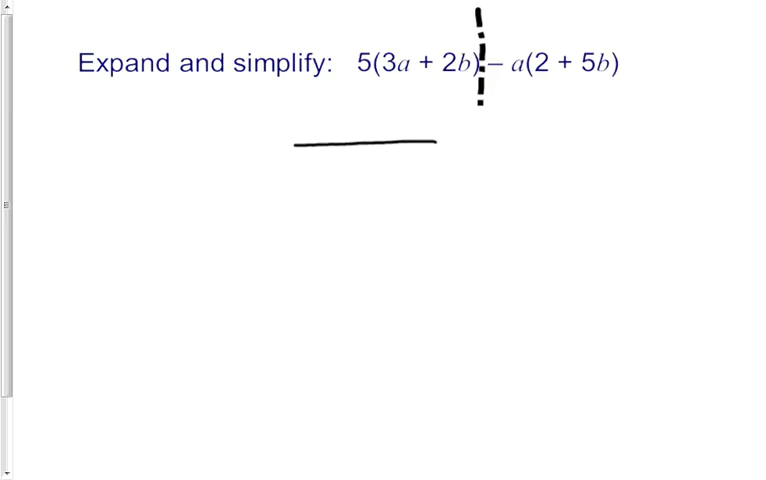 Expand and simplify: 5(3a + 2b) – a(2 + 5b)